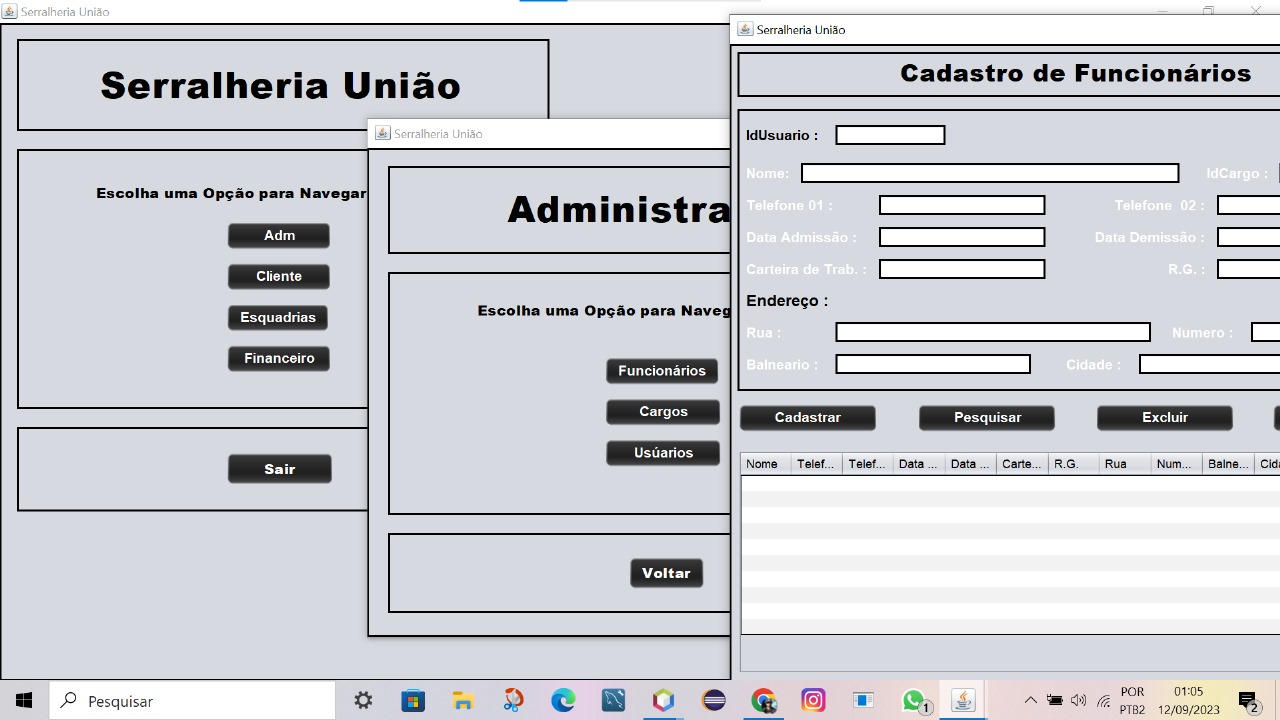 Serralheria União
Serralheria União
Escolha uma Opção para Navegar
Adm
Cliente
Esquadrias
Financeiro
Sair
Serralheria União
Administra
Escolha uma Opção para Naveg
Funcionários
Cargos
Usúarios
Voltar
Serralheria União
Cadastro de Funcionários
IdUsuario :
Nome: IdCargo :
Telefone 01 : Telefone 02 :
Data Admissão : Data Demissão :
Carteira de Trab. : R.G. :
Endereço :
Rua : Numero :
Balneario : Cidade :
Cadastrar Pesquisar Excluir
Nome Telef... Telef... Data ... Data ... Carte... R.G. Rua Num... Balne... Cida
Pesquisar
1
POR
PTB2
01:05
12/09/2023
2